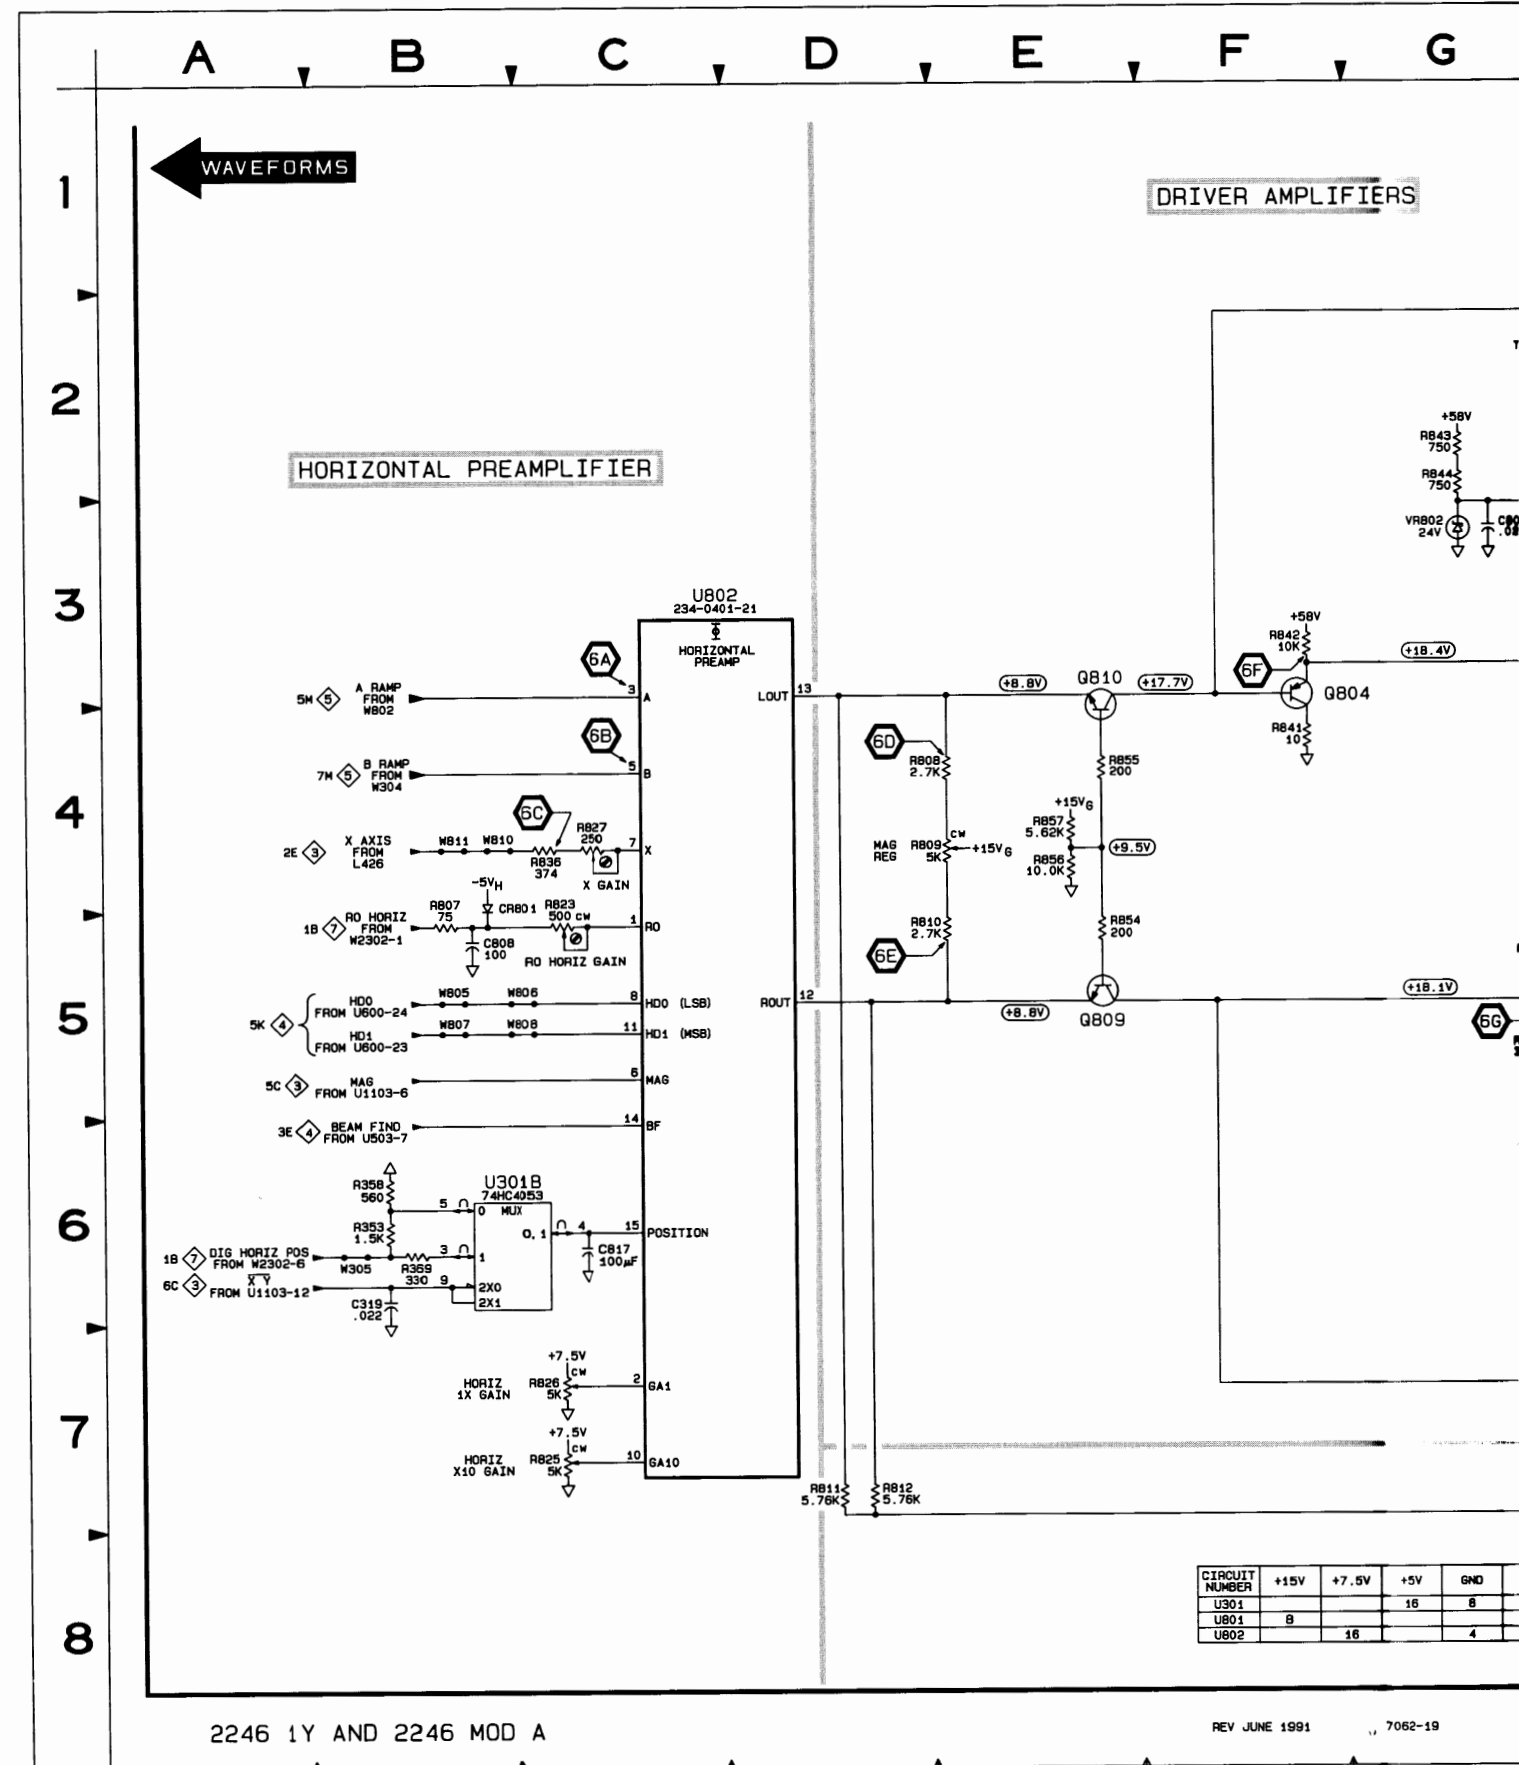 A B C D E F G
1
WAVEFORMS
DRIVER AMPLIFIERS
2
+58V
R843
750
R844
750
VR802
24V
HORIZONTAL PREAMPLIFIER
3
U802
234-0401-21
HORIZONTAL
PREAMP
6A
A RAMP
FROM
W802
5M 5
3
A
LOUT
13
+8.8V
Q810
+17.7V
+58V
R842
10K
6F
+18.4V
Q804
R841
10
6B
B RAMP
FROM
W304
7M 5
5
B
6D
R808
2.7K
R855
200
4
6C
X AXIS
FROM
L426
2E 3
W811
W810
R836
374
R827
250
X GAIN
7
X
MAG
REG
R809
5K
CW
+15VG
+15VG
R857
5.62K
R856
10.0K
+9.5V
-5VH
CR801
RO HORIZ
FROM
W2302-1
1B 7
R807
75
C808
100
R823
500 CW
RO HORIZ GAIN
1
RO
R810
2.7K
6E
R854
200
5
HD0
FROM U600-24
5K 4
HD1
FROM U600-23
W805
W806
W807
W808
8
HD0 (LSB)
11
HD1 (MSB)
ROUT
12
+8.8V
Q809
+18.1V
6G
MAG
FROM U1103-6
5C 3
6
MAG
BEAM FIND
FROM U503-7
3E 4
14
BF
6
R358
560
R353
1.5K
U301B
74HC4053
MUX
5
0
0,1
4
15
POSITION
C817
100µF
DIG HORIZ POS
FROM W2302-6
1B 7
W305
R369
330
3
1
X Y
FROM U1103-12
6C 3
9
2X0
2X1
C319
.022
7
+7.5V
CW
HORIZ
1X GAIN
R826
5K
2
GA1
+7.5V
CW
HORIZ
X10 GAIN
R825
5K
10
GA10
R811
5.76K
R812
5.76K
8
CIRCUIT NUMBER +15V +7.5V +5V GND
U301 16 8
U801 8
U802 16 4
2246 1Y AND 2246 MOD A
REV JUNE 1991
7062-19